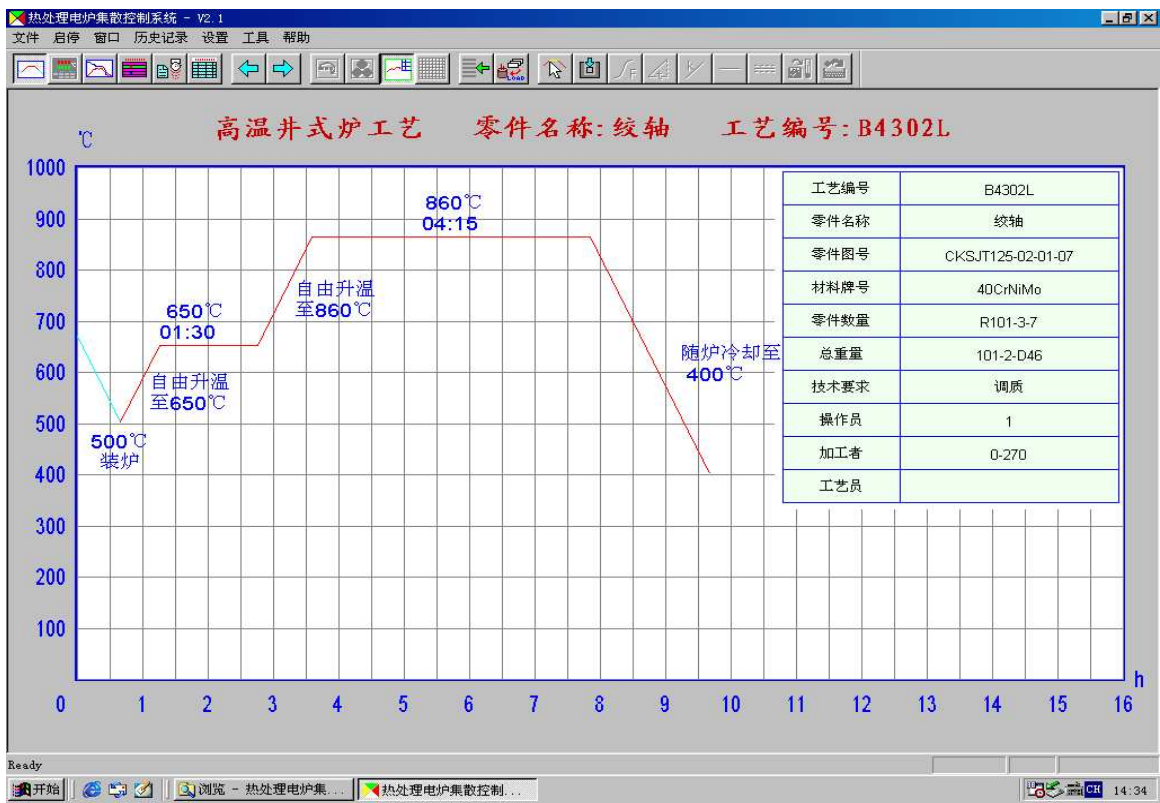 热处理电炉集散控制系统 - V2.1
文件 启停 窗口 历史记录 设置 工具 帮助
LOAD
℃ 高温井式炉工艺 零件名称:绞轴 工艺编号:B4302L
1000
900
800
700
600
500
400
300
200
100
860℃
04:15
自由升温
至860℃
650℃
01:30
自由升温
至650℃
500℃
装炉
随炉冷却至
400℃
工艺编号 B4302L
零件名称 绞轴
零件图号 CKSJT125-02-01-07
材料牌号 40CrNiMo
零件数量 R101-3-7
总重量 101-2-D46
技术要求 调质
操作员 1
加工者 0-270
工艺员
h
0 1 2 3 4 5 6 7 8 9 10 11 12 13 14 15 16
Ready
开始 浏览 - 热处理电炉集... 热处理电炉集散控制... CH 14:34